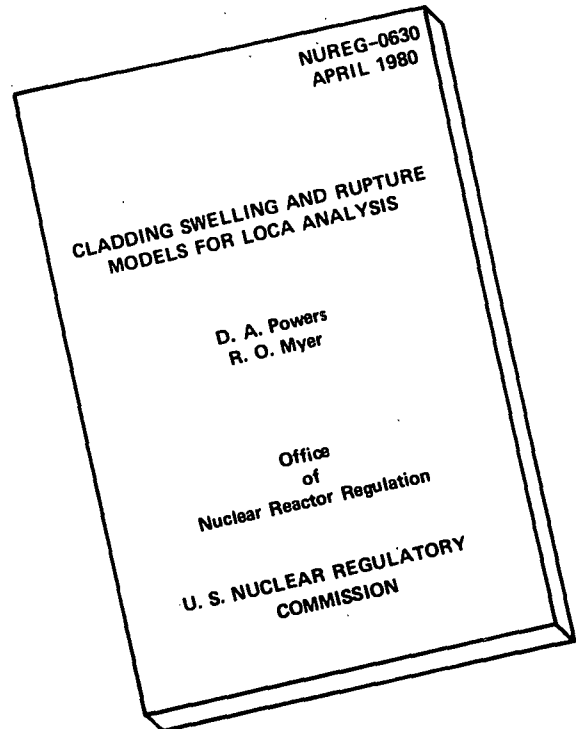 NUREG-0630
APRIL 1980
CLADDING SWELLING AND RUPTURE
MODELS FOR LOCA ANALYSIS
D. A. Powers
R. O. Myer
Office
of
Nuclear Reactor Regulation
U. S. NUCLEAR REGULATORY
COMMISSION